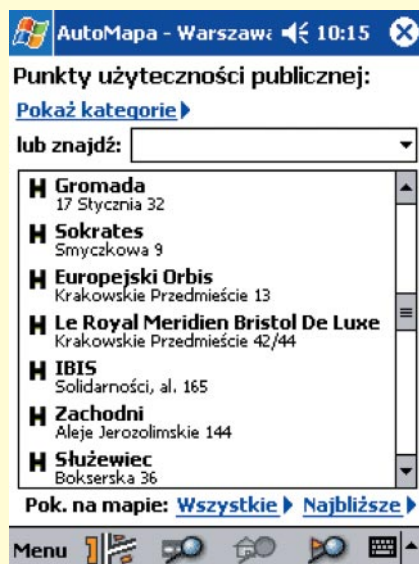 AutoMapa - Warszawa 10:15
Punkty użyteczności publicznej:
Pokaż kategorie
lub znajdź:
H Gromada
17 Stycznia 32
H Sokrates
Smyczkowa 9
H Europejski Orbis
Krakowskie Przedmieście 13
H Le Royal Meridien Bristol De Luxe
Krakowskie Przedmieście 42/44
H IBIS
Solidarności, al. 165
H Zachodni
Aleje Jerozolimskie 144
H Służewiec
Bokserska 36
Pok. na mapie: Wszystkie Najbliższe
Menu